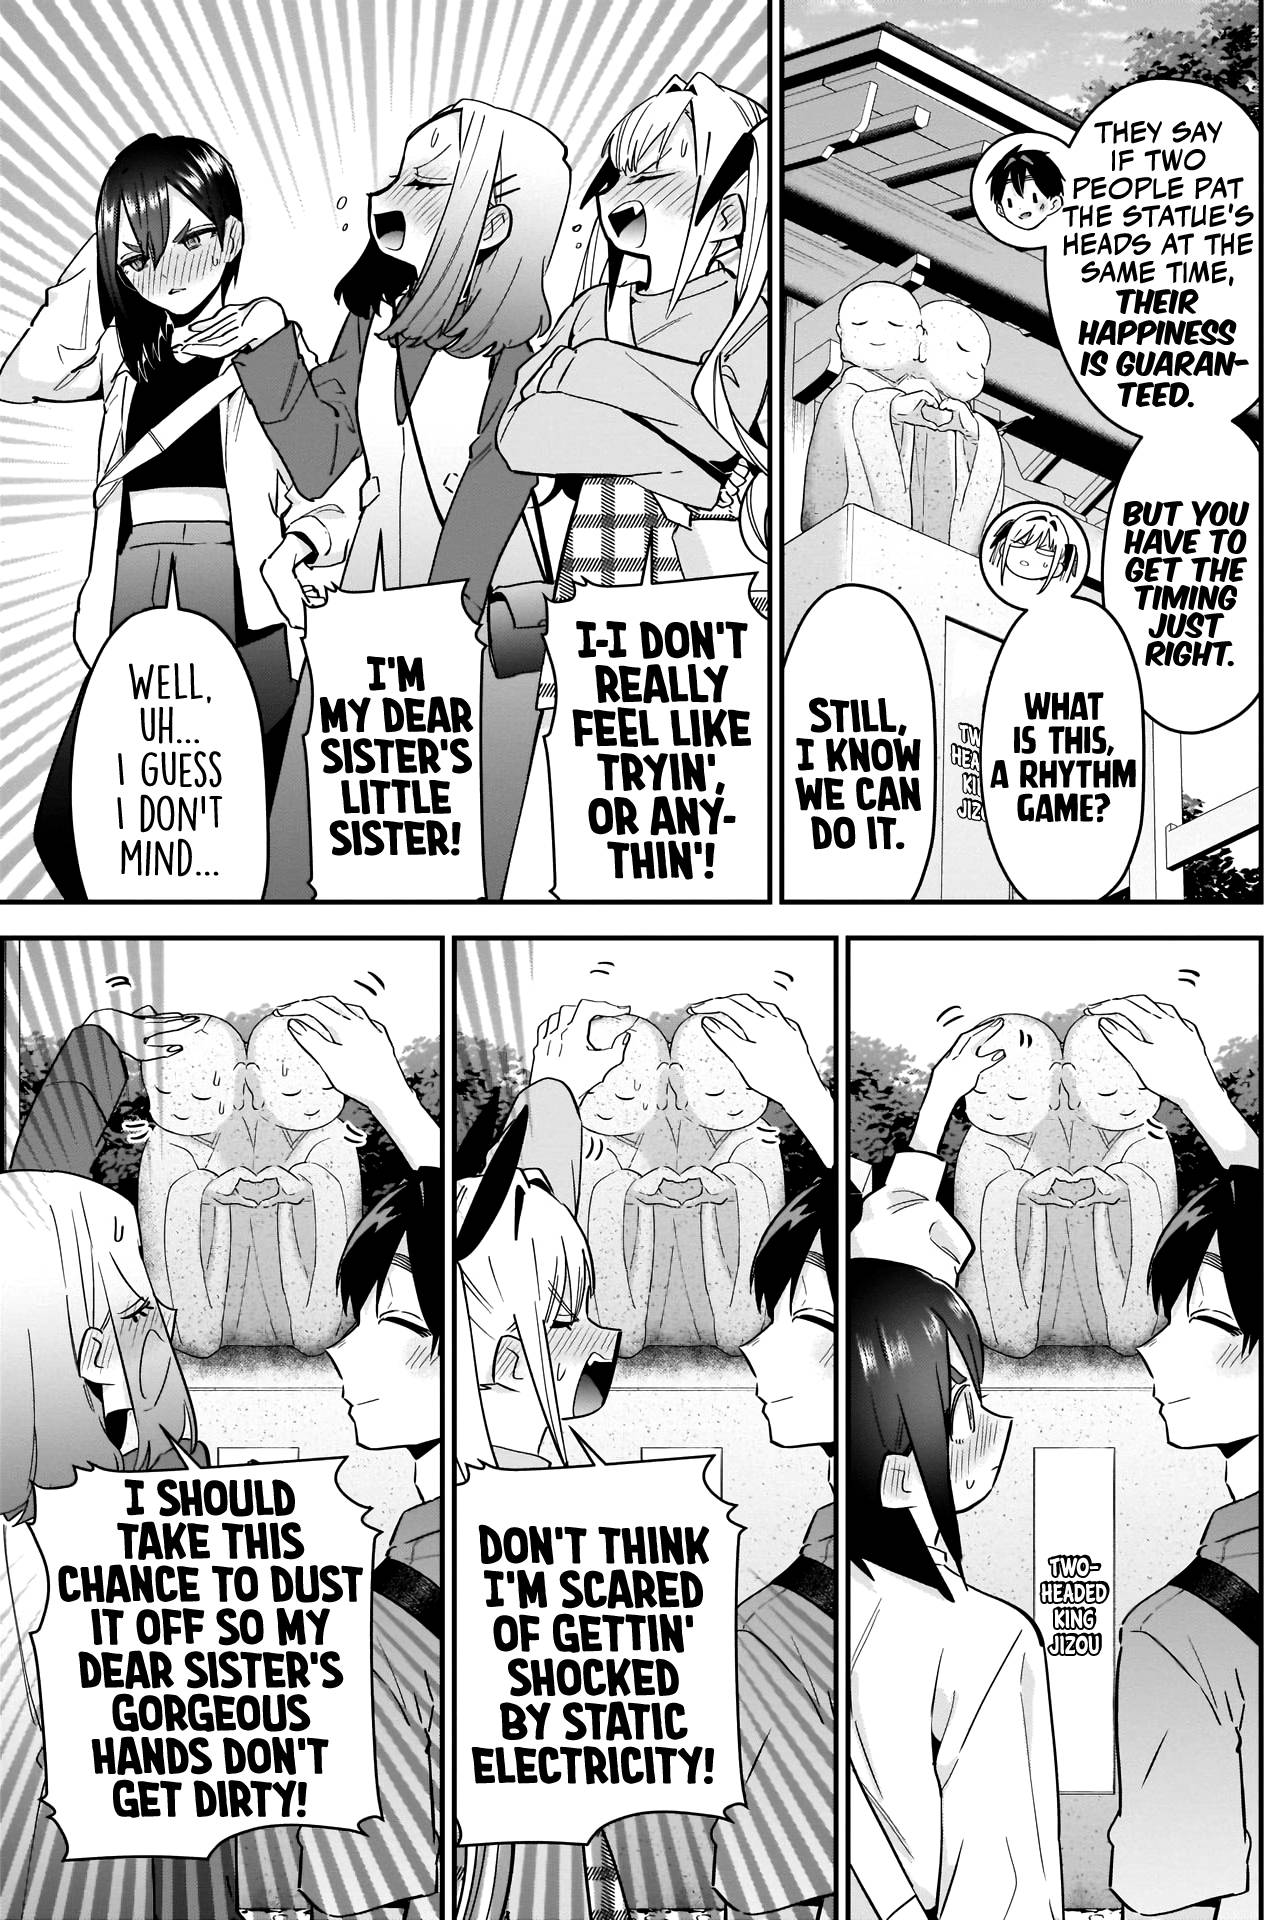 THEY SAY
IF TWO
PEOPLE PAT
THE STATUE'S
HEADS AT THE
SAME TIME,
THEIR
HAPPINESS
IS GUARAN-
TEED.
BUT YOU
HAVE TO
GET THE
TIMING
JUST
RIGHT.
WHAT
IS THIS,
A RHYTHM
GAME?
STILL,
I KNOW
WE CAN
DO IT.
TW
HEA
KI
JIZOU
I-I DON'T
REALLY
FEEL LIKE
TRYIN',
OR ANY-
THIN'!
I'M
MY DEAR
SISTER'S
LITTLE
SISTER!
WELL,
UH...
I GUESS
I DON'T
MIND...
TWO-
HEADED
KING
JIZOU
DON'T THINK
I'M SCARED
OF GETTIN'
SHOCKED
BY STATIC
ELECTRICITY!
I SHOULD
TAKE THIS
CHANCE TO DUST
IT OFF SO MY
DEAR SISTER'S
GORGEOUS
HANDS DON'T
GET DIRTY!